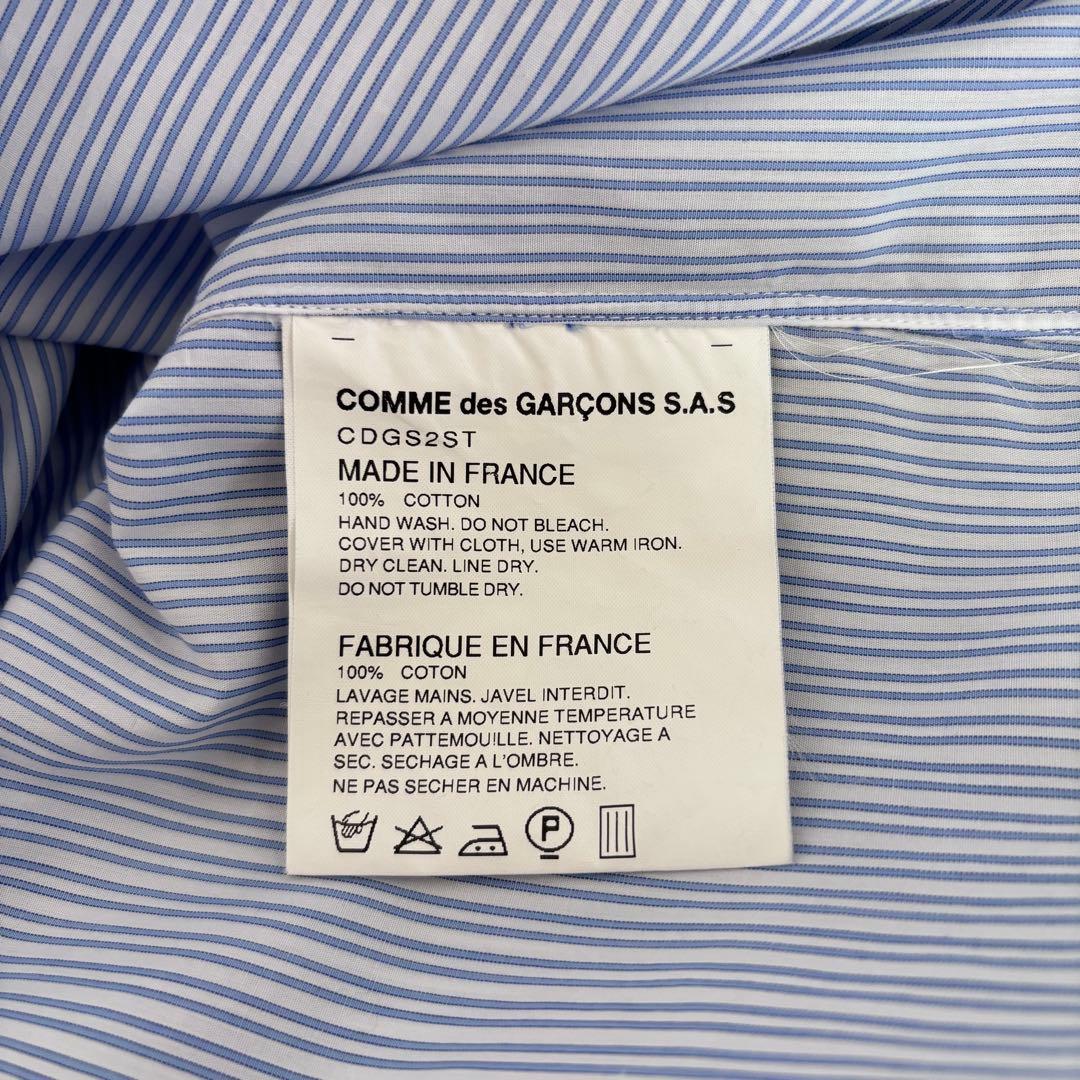 COMME des GARÇONS S.A.S
CDGS2ST
MADE IN FRANCE
100% COTTON
HAND WASH. DO NOT BLEACH.
COVER WITH CLOTH, USE WARM IRON.
DRY CLEAN. LINE DRY.
DO NOT TUMBLE DRY.
FABRIQUE EN FRANCE
100% COTON
LAVAGE MAINS. JAVEL INTERDIT.
REPASSER A MOYENNE TEMPERATURE
AVEC PATTEMOUILLE. NETTOYAGE A
SEC. SECHAGE A L'OMBRE.
NE PAS SECHER EN MACHINE.
P